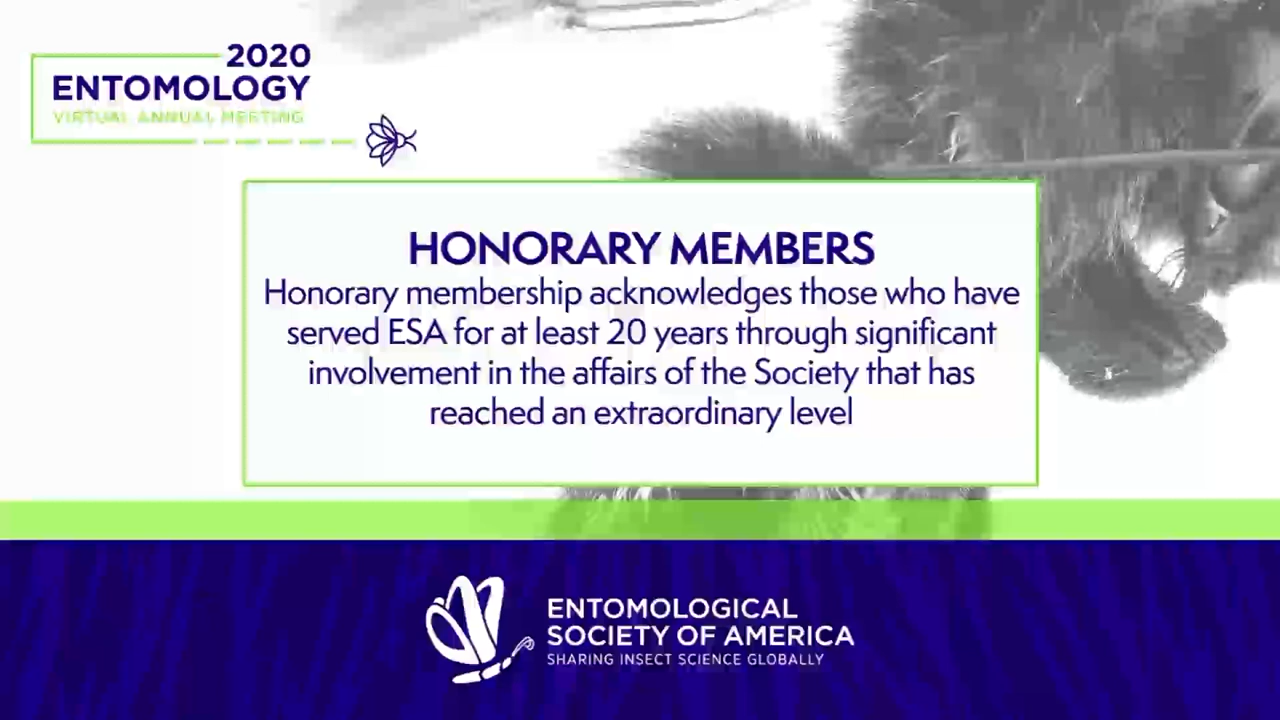 2020
ENTOMOLOGY
VIRTUAL ANNUAL MEETING
HONORARY MEMBERS
Honorary membership acknowledges those who have
served ESA for at least 20 years through significant
involvement in the affairs of the Society that has
reached an extraordinary level
ENTOMOLOGICAL
SOCIETY OF AMERICA
SHARING INSECT SCIENCE GLOBALLY